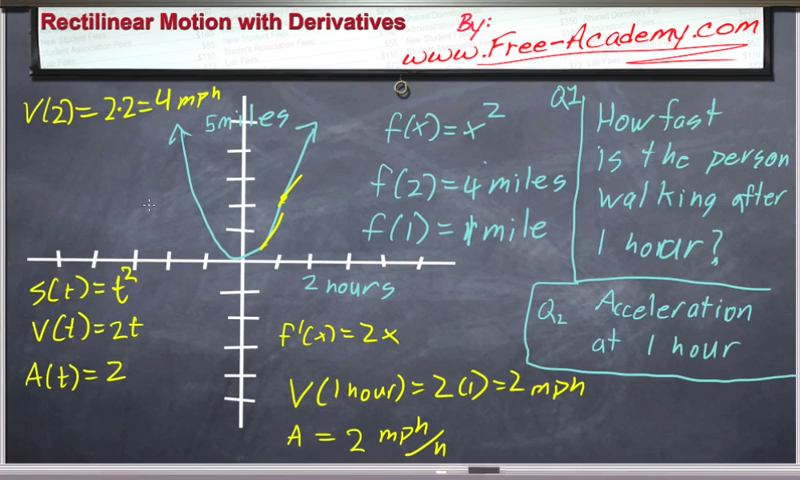 Rectilinear Motion with Derivatives
By:
www.Free-Academy.com
V(2)=2·2=4 mph
5 miles
f(x)=x²
f(2)=4 miles
f(1)=1 mile
Q1
How fast
is the person
walking after
1 hour?
2 hours
S(t)=t²
V(t)=2t
A(t)=2
f'(x)=2x
V(1 hour)=2(1)=2 mph
A=2 mph/h
Q2 Acceleration
at 1 hour